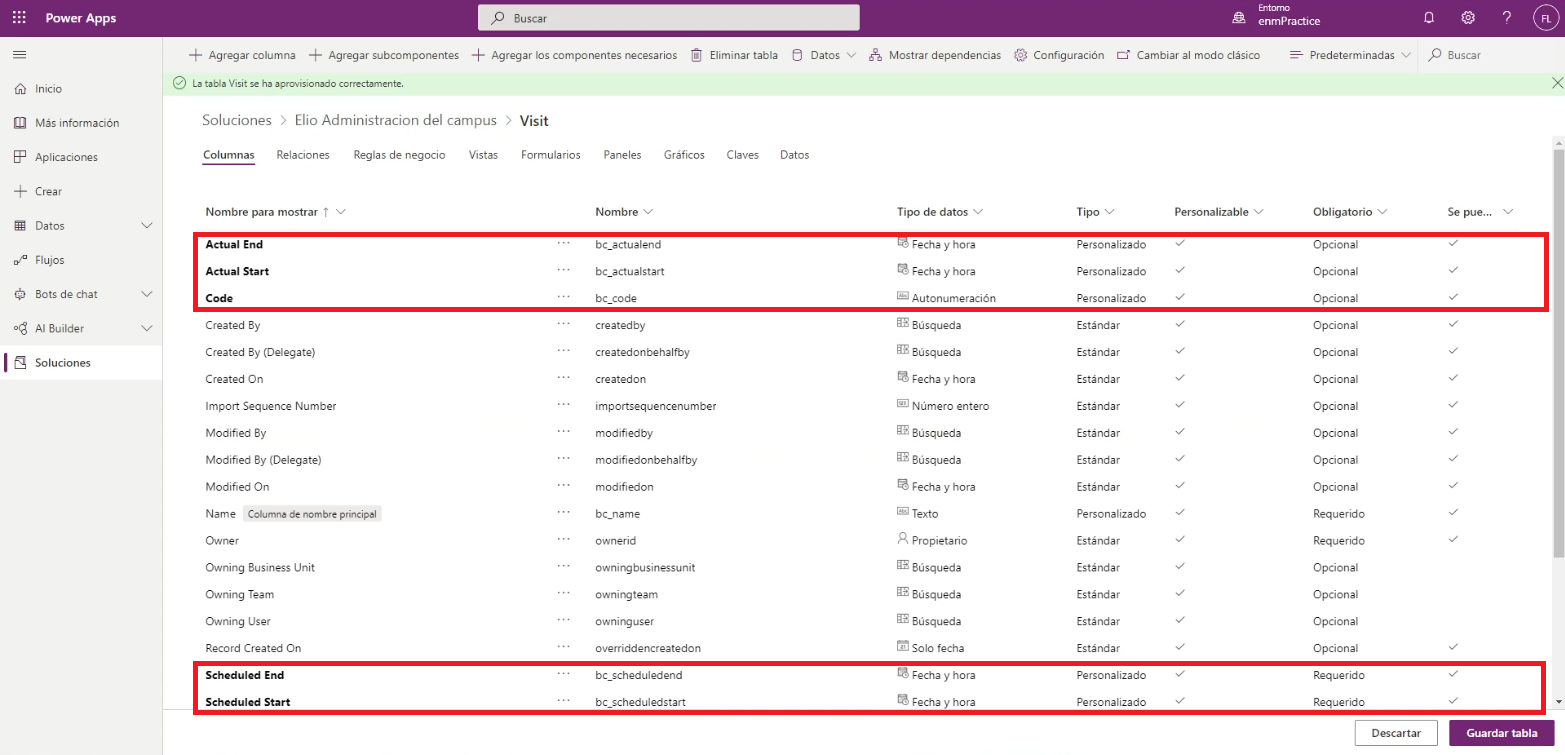 Power Apps
Buscar
Entorno
enmPractice
FL
Agregar columna Agregar subcomponentes Agregar los componentes necesarios Eliminar tabla Datos Mostrar dependencias Configuración Cambiar al modo clásico Predeterminadas Buscar
La tabla Visit se ha aprovisionado correctamente.
Inicio
Más información
Aplicaciones
Crear
Datos
Flujos
Bots de chat
AI Builder
Soluciones
Soluciones > Elio Administracion del campus > Visit
Columnas Relaciones Reglas de negocio Vistas Formularios Paneles Gráficos Claves Datos
Nombre para mostrar ↑ Nombre Tipo de datos Tipo Personalizable Obligatorio Se pue...
Actual End ... bc_actualend Fecha y hora Personalizado ✓ Opcional ✓
Actual Start ... bc_actualstart Fecha y hora Personalizado ✓ Opcional ✓
Code ... bc_code Autonumeración Personalizado ✓ Opcional ✓
Created By ... createdby Búsqueda Estándar ✓ Opcional ✓
Created By (Delegate) ... createdonbehalfby Búsqueda Estándar ✓ Opcional ✓
Created On ... createdon Fecha y hora Estándar ✓ Opcional ✓
Import Sequence Number ... importsequencenumber Número entero Estándar ✓ Opcional ✓
Modified By ... modifiedby Búsqueda Estándar ✓ Opcional ✓
Modified By (Delegate) ... modifiedonbehalfby Búsqueda Estándar ✓ Opcional ✓
Modified On ... modifiedon Fecha y hora Estándar ✓ Opcional ✓
Name Columna de nombre principal ... bc_name Texto Personalizado ✓ Requerido ✓
Owner ... ownerid Propietario Estándar ✓ Requerido ✓
Owning Business Unit ... owningbusinessunit Búsqueda Estándar ✓ Opcional
Owning Team ... owningteam Búsqueda Estándar ✓ Opcional
Owning User ... owninguser Búsqueda Estándar ✓ Opcional
Record Created On ... overriddencreatedon Solo fecha Estándar ✓ Opcional ✓
Scheduled End ... bc_scheduledend Fecha y hora Personalizado ✓ Requerido ✓
Scheduled Start ... bc_scheduledstart Fecha y hora Personalizado ✓ Requerido ✓
Descartar Guardar tabla